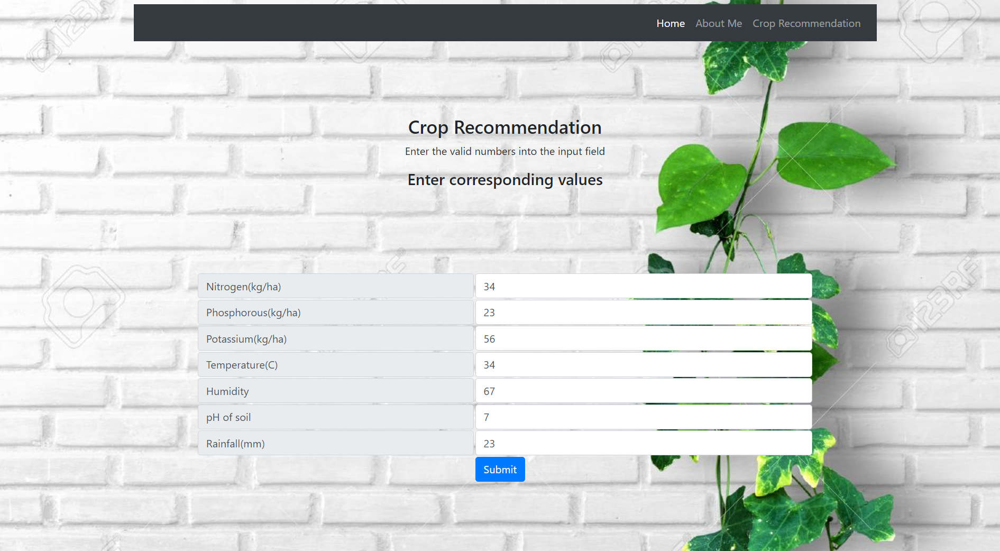 Home About Me Crop Recommendation
Crop Recommendation
Enter the valid numbers into the input field
Enter corresponding values
Nitrogen(kg/ha) 34
Phosphorous(kg/ha) 23
Potassium(kg/ha) 56
Temperature(C) 34
Humidity 67
pH of soil 7
Rainfall(mm) 23
Submit
123RF
123RF